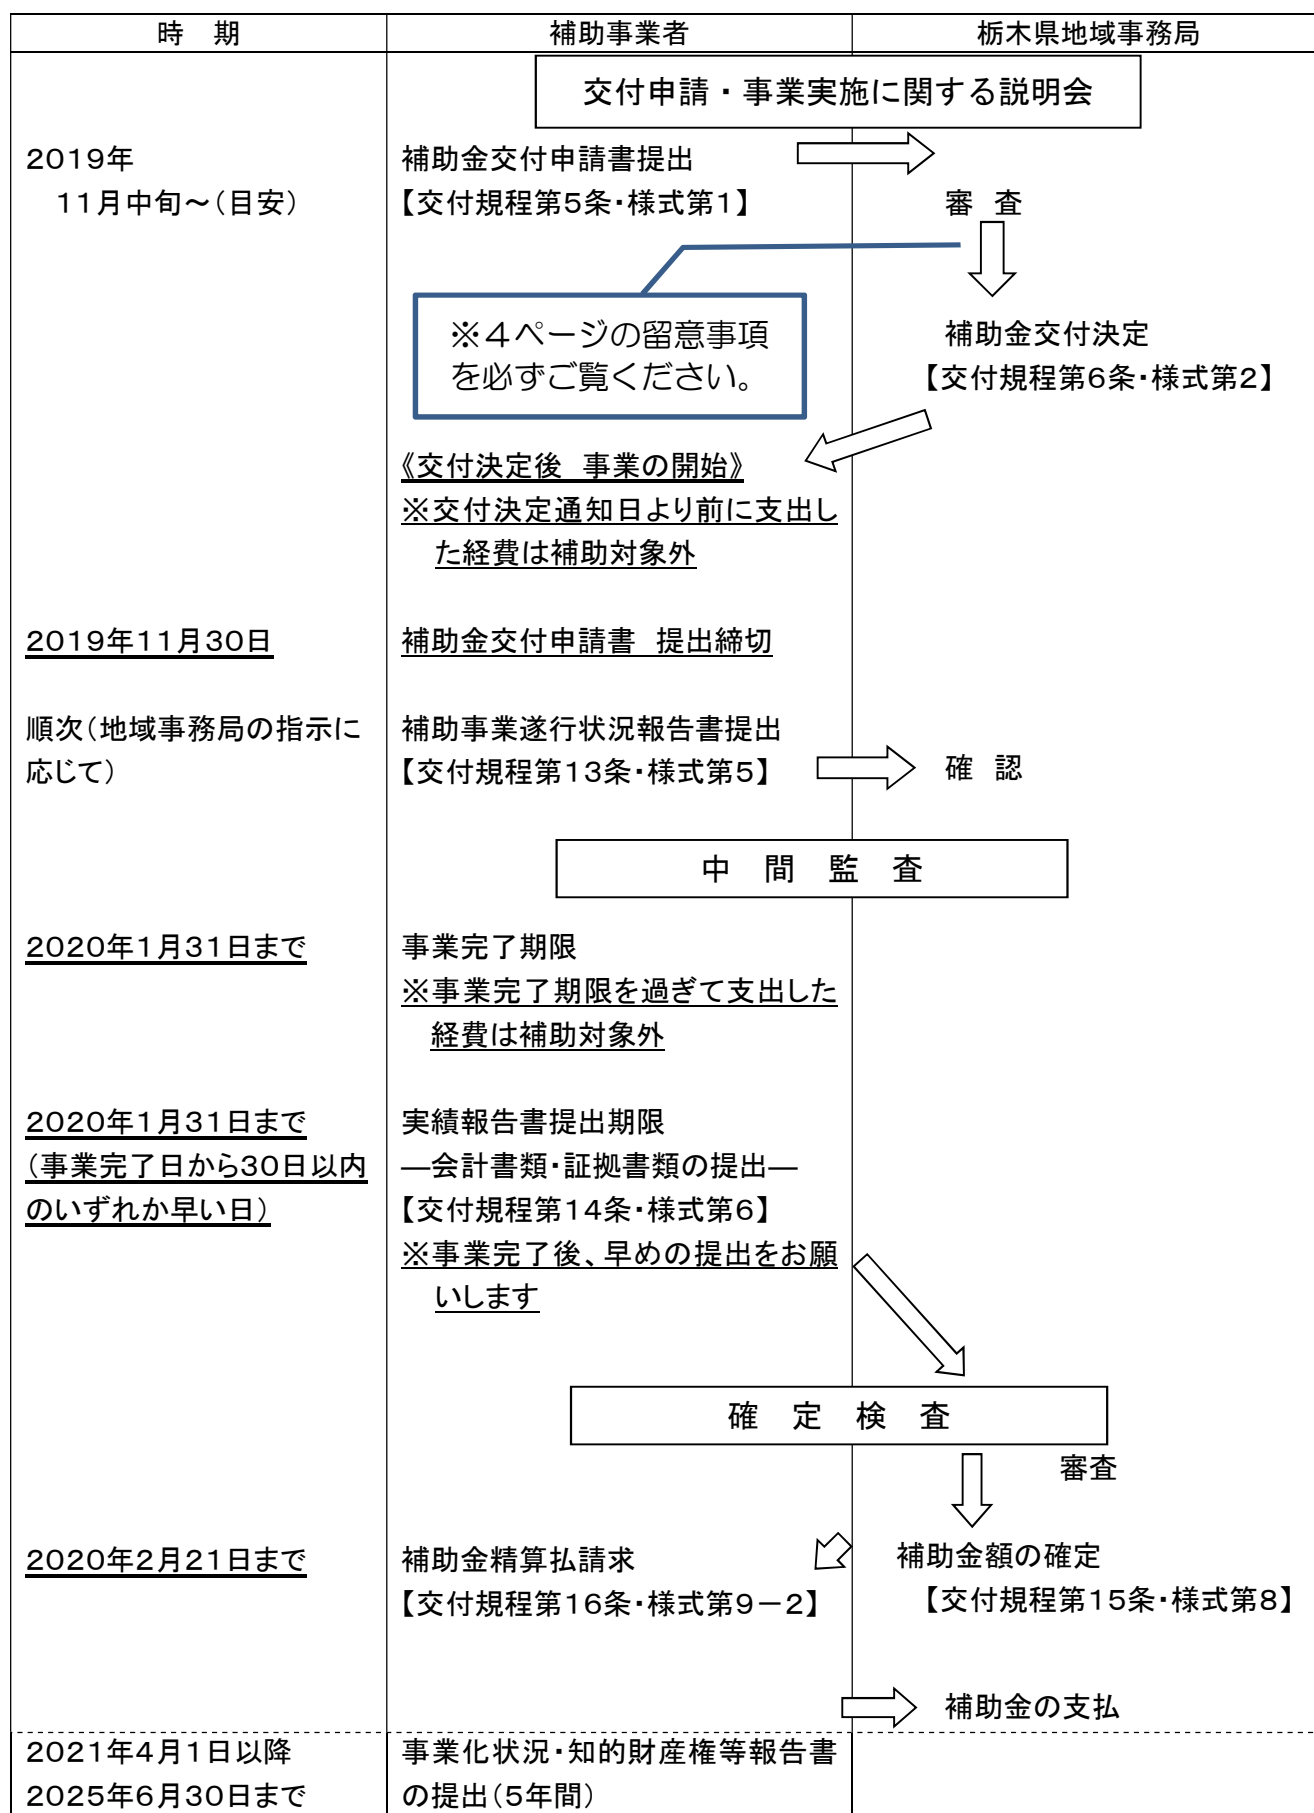 時　期
補助事業者
栃木県地域事務局
交付申請・事業実施に関する説明会
2019年
11月中旬～（目安）
補助金交付申請書提出
【交付規程第5条・様式第1】
審　査
※４ページの留意事項
を必ずご覧ください。
補助金交付決定
【交付規程第6条・様式第2】
《交付決定後　事業の開始》
※交付決定通知日より前に支出し
た経費は補助対象外
2019年11月30日
補助金交付申請書　提出締切
順次（地域事務局の指示に
応じて）
補助事業遂行状況報告書提出
【交付規程第13条・様式第5】
確　認
中　間　監　査
2020年1月31日まで
事業完了期限
※事業完了期限を過ぎて支出した
経費は補助対象外
2020年1月31日まで
（事業完了日から30日以内
のいずれか早い日）
実績報告書提出期限
―会計書類・証拠書類の提出―
【交付規程第14条・様式第6】
※事業完了後、早めの提出をお願
いします
確　定　検　査
審査
2020年2月21日まで
補助金精算払請求
【交付規程第16条・様式第9－2】
補助金額の確定
【交付規程第15条・様式第8】
補助金の支払
2021年4月1日以降
2025年6月30日まで
事業化状況・知的財産権等報告書
の提出（5年間）